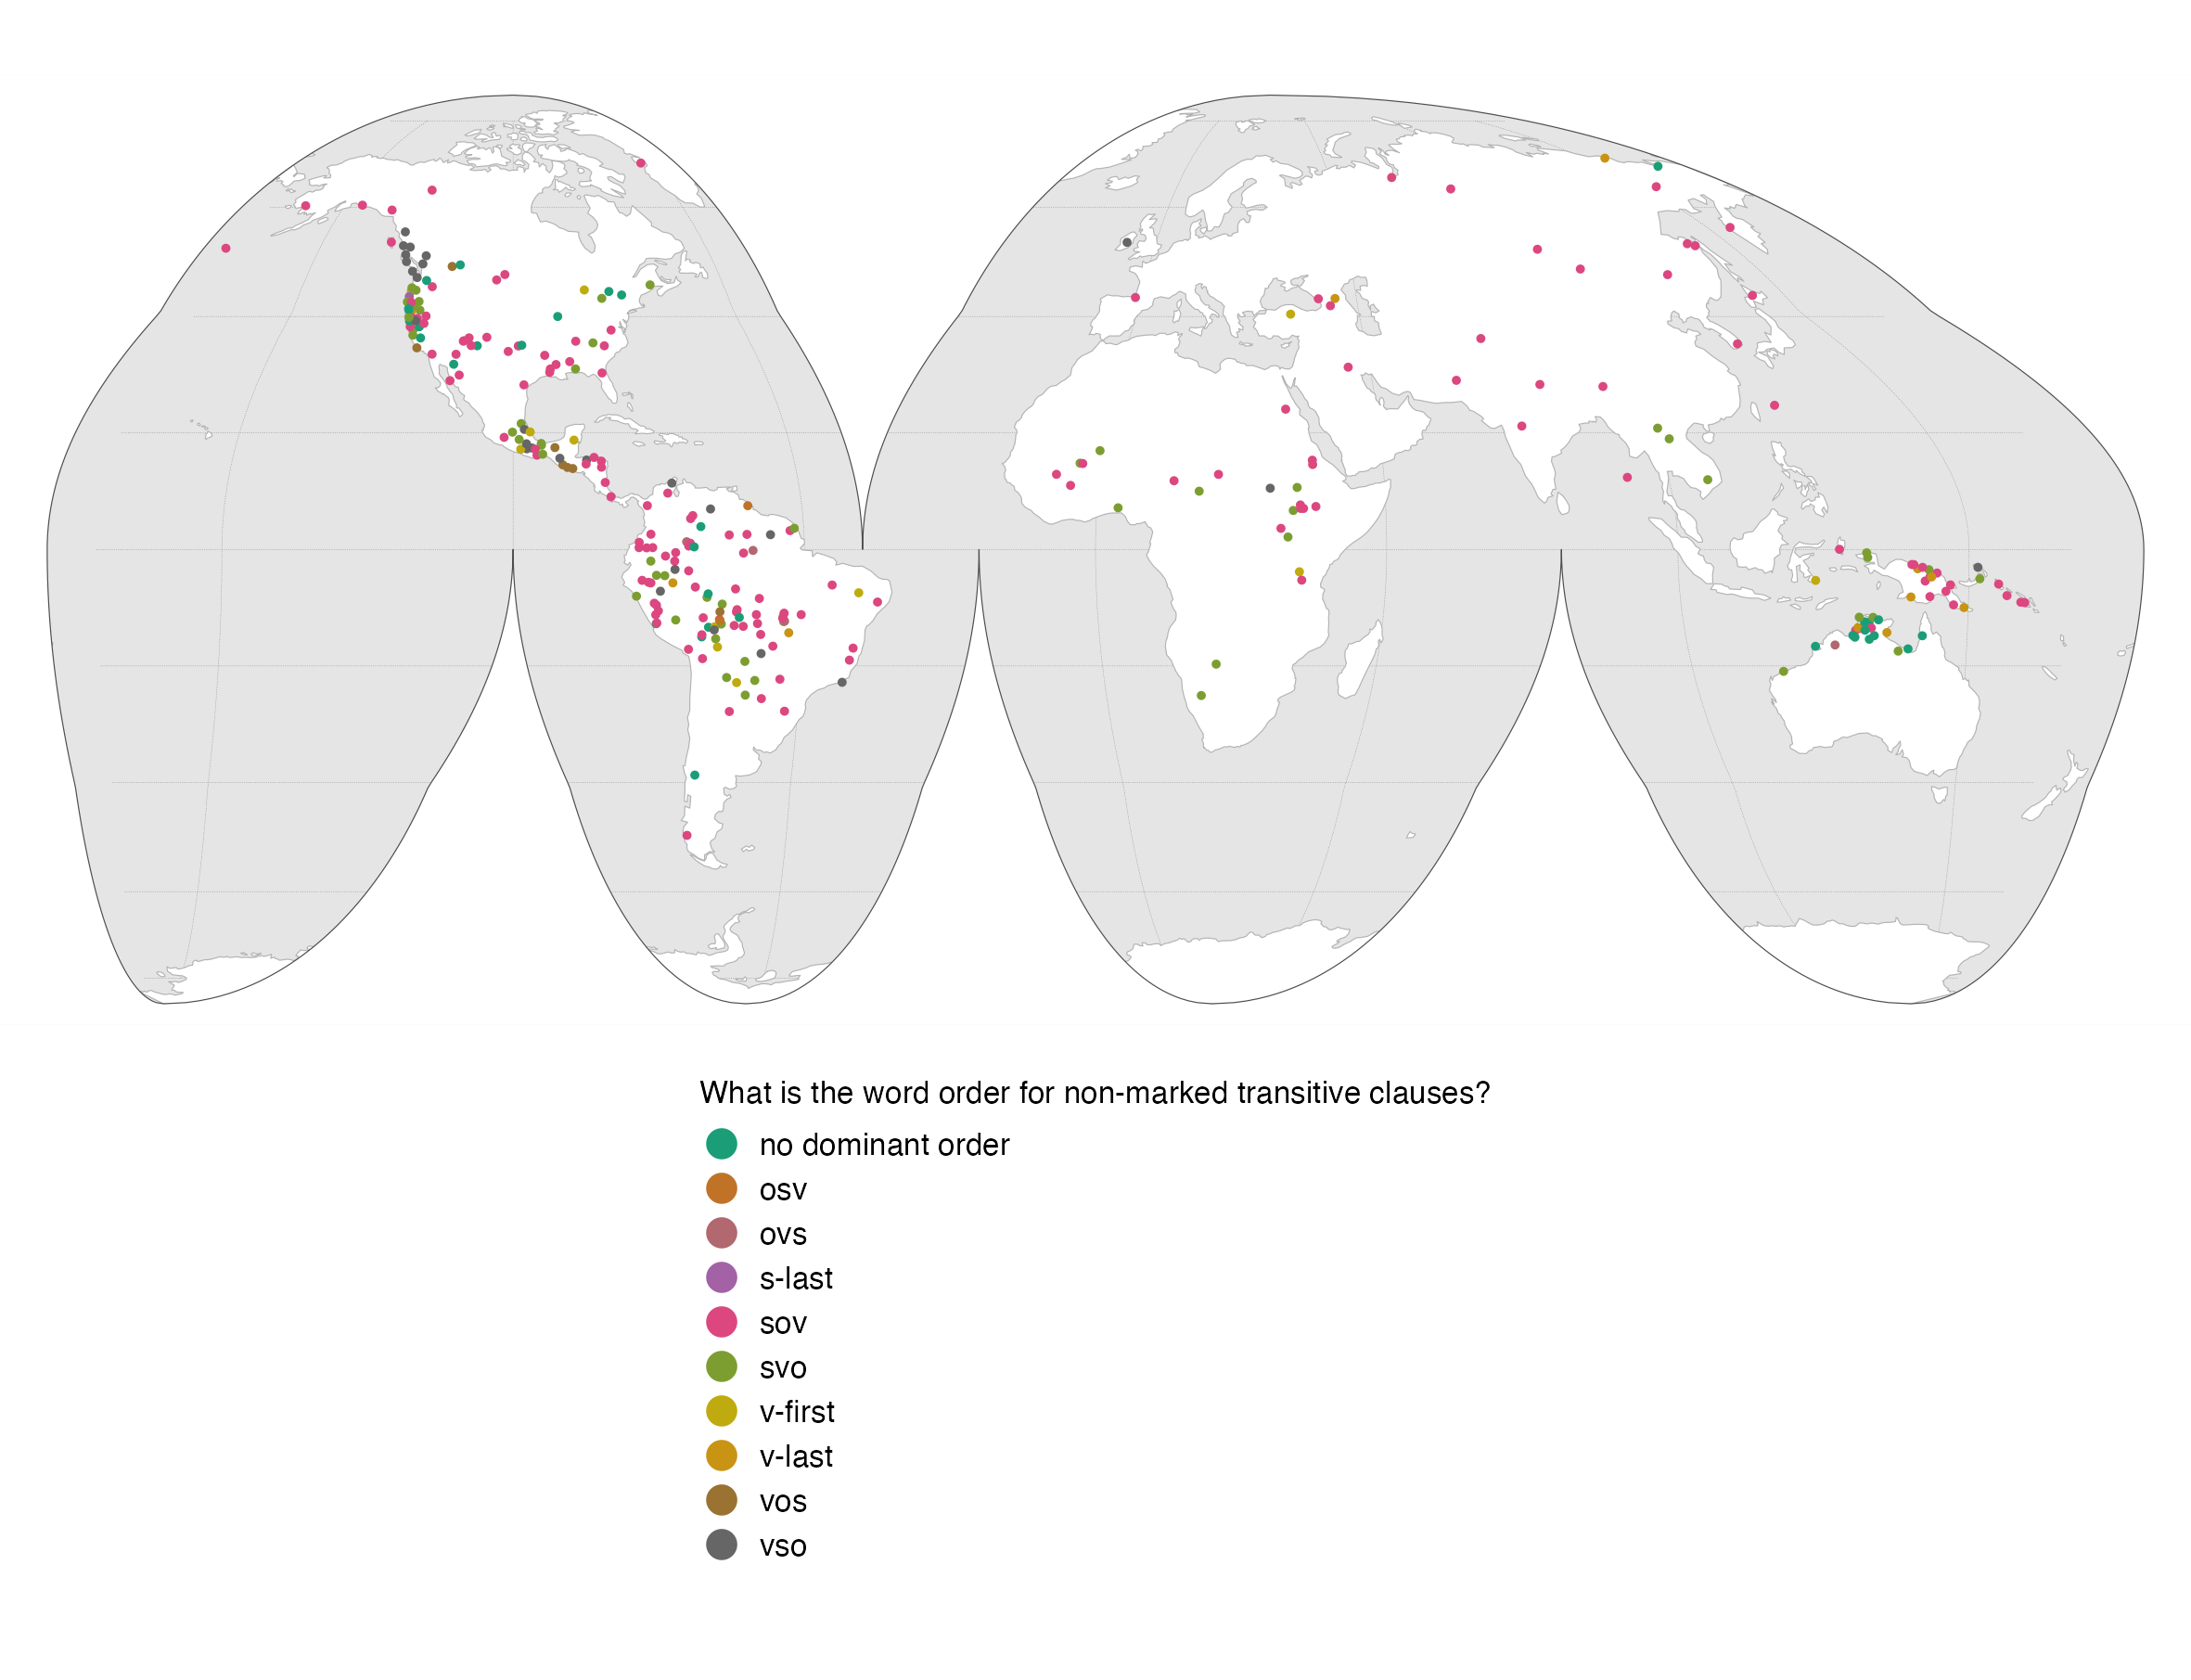 What is the word order for non-marked transitive clauses?
no dominant order
osv
ovs
s-last
sov
svo
v-first
v-last
vos
vso